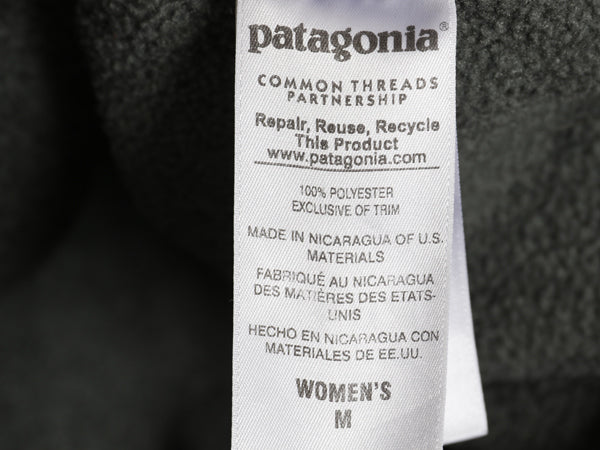 patagonia®
COMMON THREADS
PARTNERSHIP
Repair, Reuse, Recycle
This Product
www.patagonia.com
100% POLYESTER
EXCLUSIVE OF TRIM
MADE IN NICARAGUA OF U.S.
MATERIALS
FABRIQUÉ AU NICARAGUA
DES MATIÈRES DES ETATS-
UNIS
HECHO EN NICARAGUA CON
MATERIALES DE EE.UU.
WOMEN'S
M